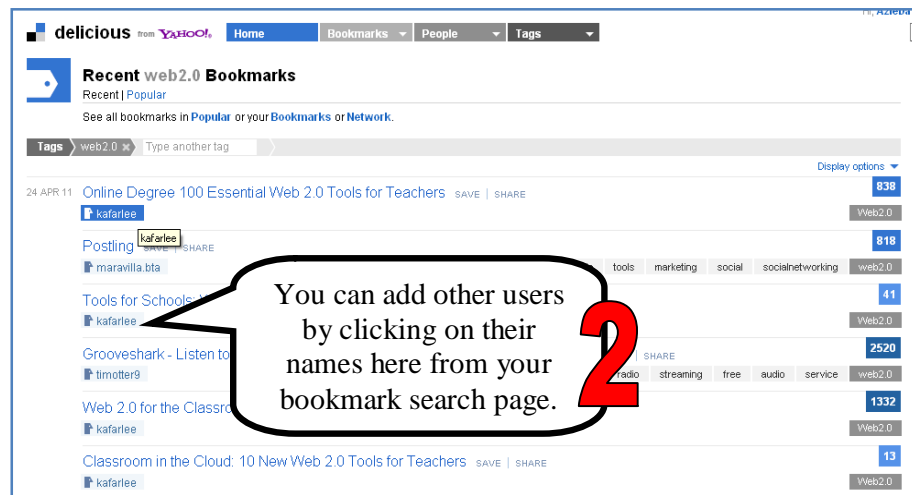 Hi, Azieba
delicious from YAHOO!. Home Bookmarks People Tags
Recent web2.0 Bookmarks
Recent | Popular
See all bookmarks in Popular or your Bookmarks or Network.
Tags web2.0 Type another tag
Display options
24 APR 11 Online Degree 100 Essential Web 2.0 Tools for Teachers SAVE | SHARE 838
kafarlee Web2.0
kafarlee
Postling SAVE | SHARE 818
maravilla.bta tools marketing social socialnetworking web2.0
Tools for Schools: 41
kafarlee Web2.0
Grooveshark - Listen to SHARE 2520
timotter9 radio streaming free audio service web2.0
Web 2.0 for the Classro 1332
kafarlee Web2.0
Classroom in the Cloud: 10 New Web 2.0 Tools for Teachers SAVE | SHARE 13
kafarlee Web2.0
You can add other users
by clicking on their
names here from your
bookmark search page.
2